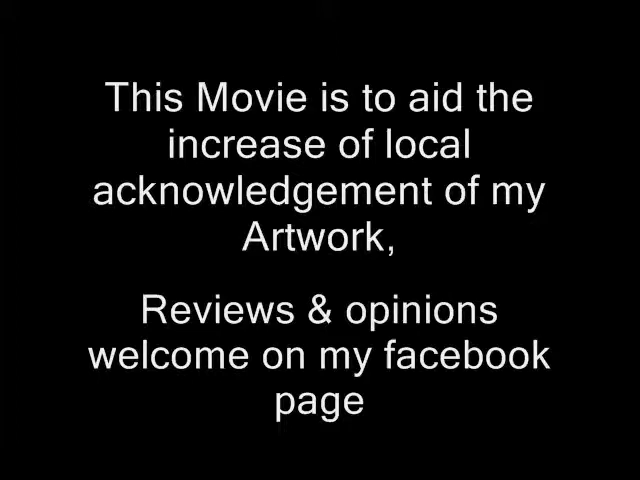 This Movie is to aid the
increase of local
acknowledgement of my
Artwork,
Reviews & opinions
welcome on my facebook
page